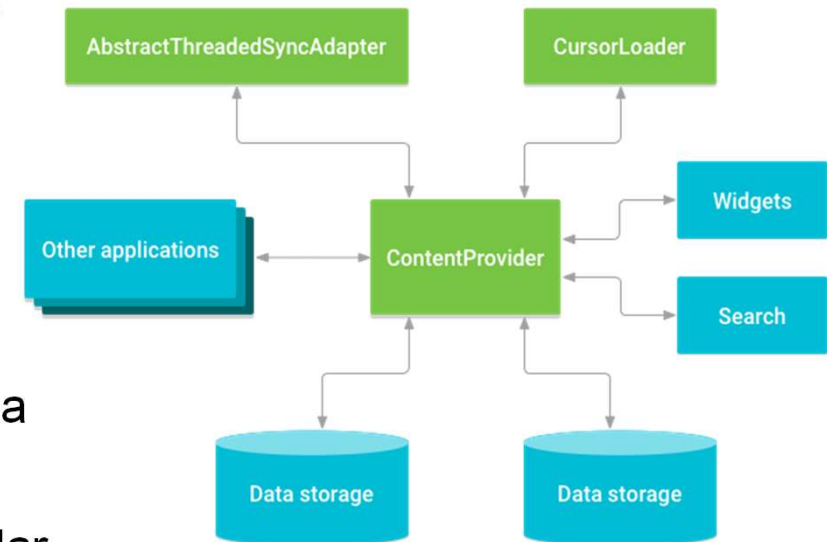 AbstractThreadedSyncAdapter
CursorLoader
Widgets
Other applications
ContentProvider
Search
a
Data storage
Data storage